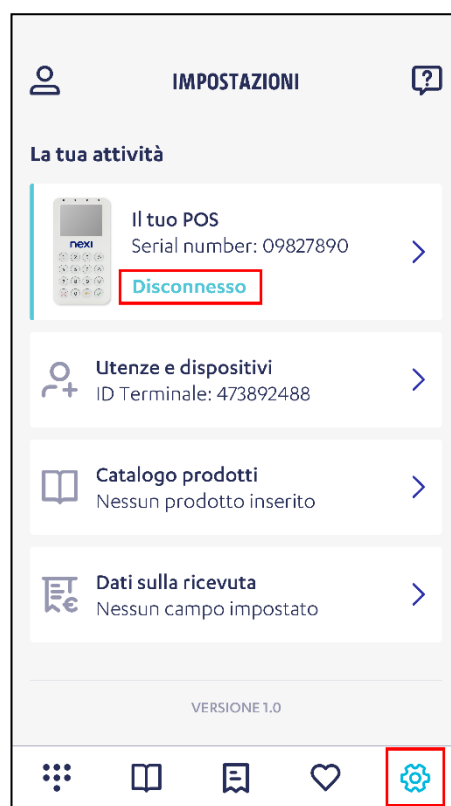 IMPOSTAZIONI
La tua attività
Il tuo POS
nexi
Serial number: 09827890
Disconnesso
Utenze e dispositivi
ID Terminale: 473892488
Catalogo prodotti
Nessun prodotto inserito
Dati sulla ricevuta
Nessun campo impostato
VERSIONE 1.0